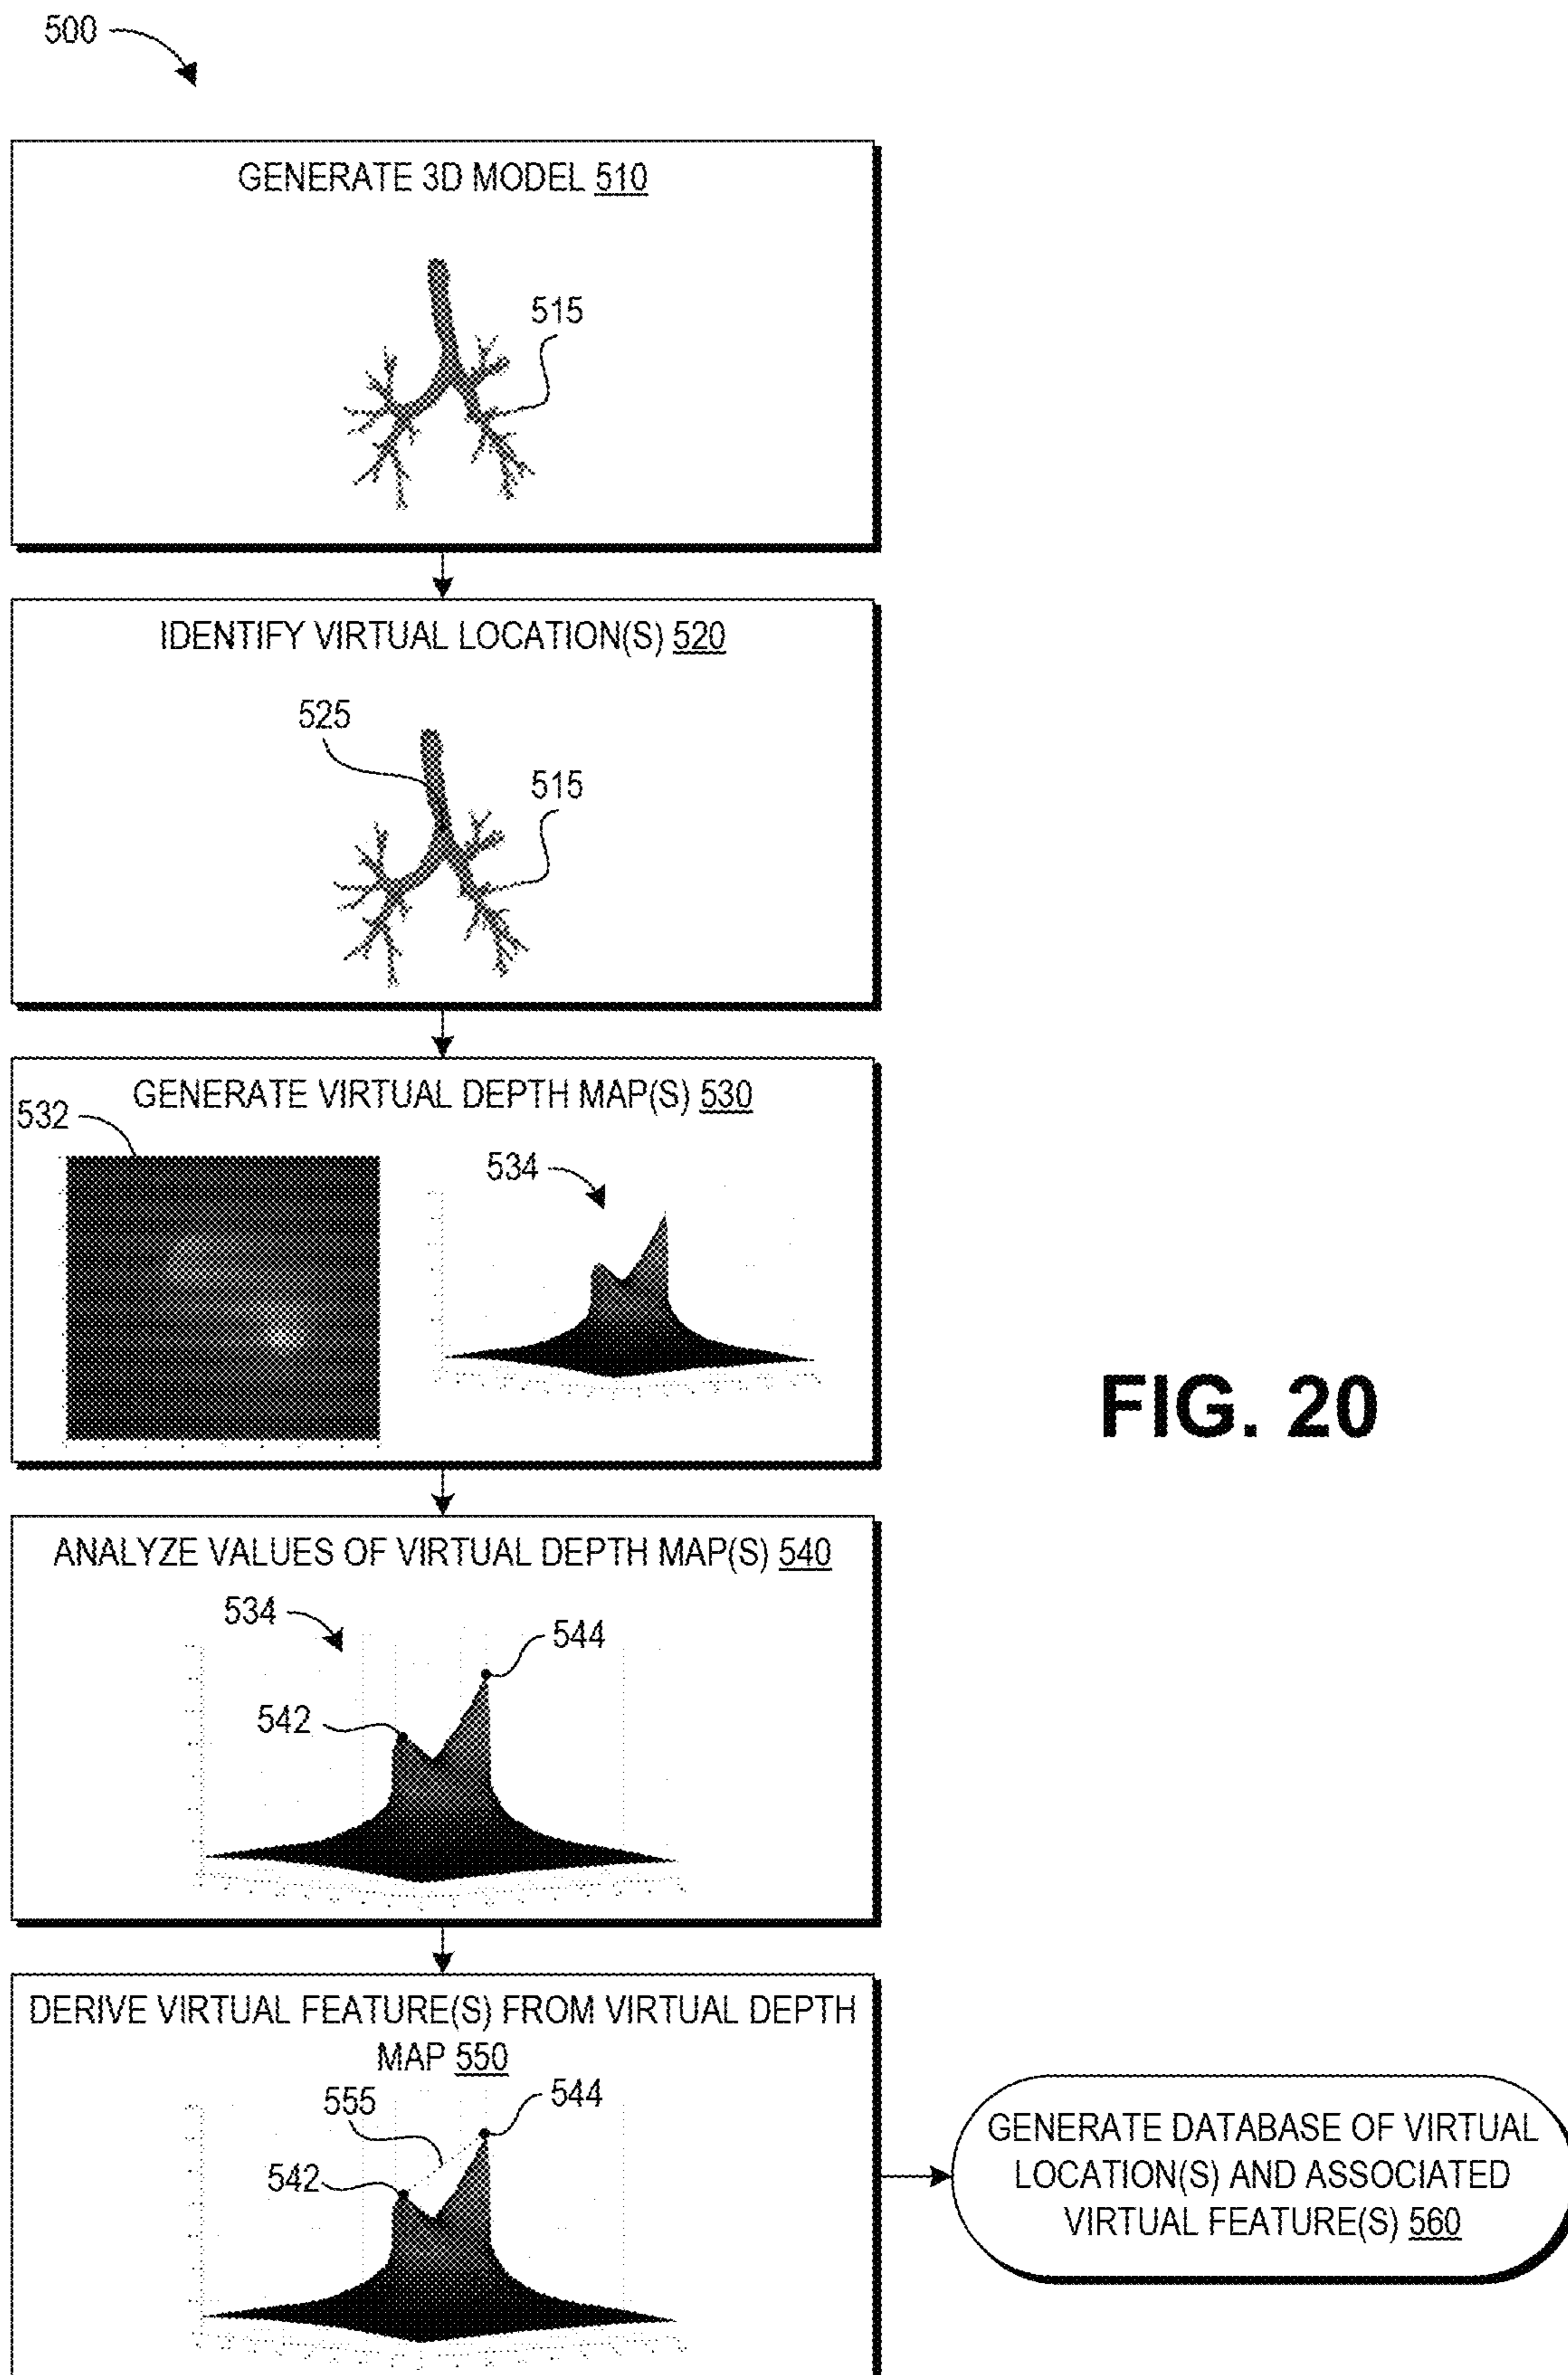 500
GENERATE 3D MODEL 510
515
IDENTIFY VIRTUAL LOCATION(S) 520
525
515
GENERATE VIRTUAL DEPTH MAP(S) 530
532
534
FIG. 20
ANALYZE VALUES OF VIRTUAL DEPTH MAP(S) 540
534
544
542
DERIVE VIRTUAL FEATURE(S) FROM VIRTUAL DEPTH
MAP 550
555
544
542
GENERATE DATABASE OF VIRTUAL
LOCATION(S) AND ASSOCIATED
VIRTUAL FEATURE(S) 560